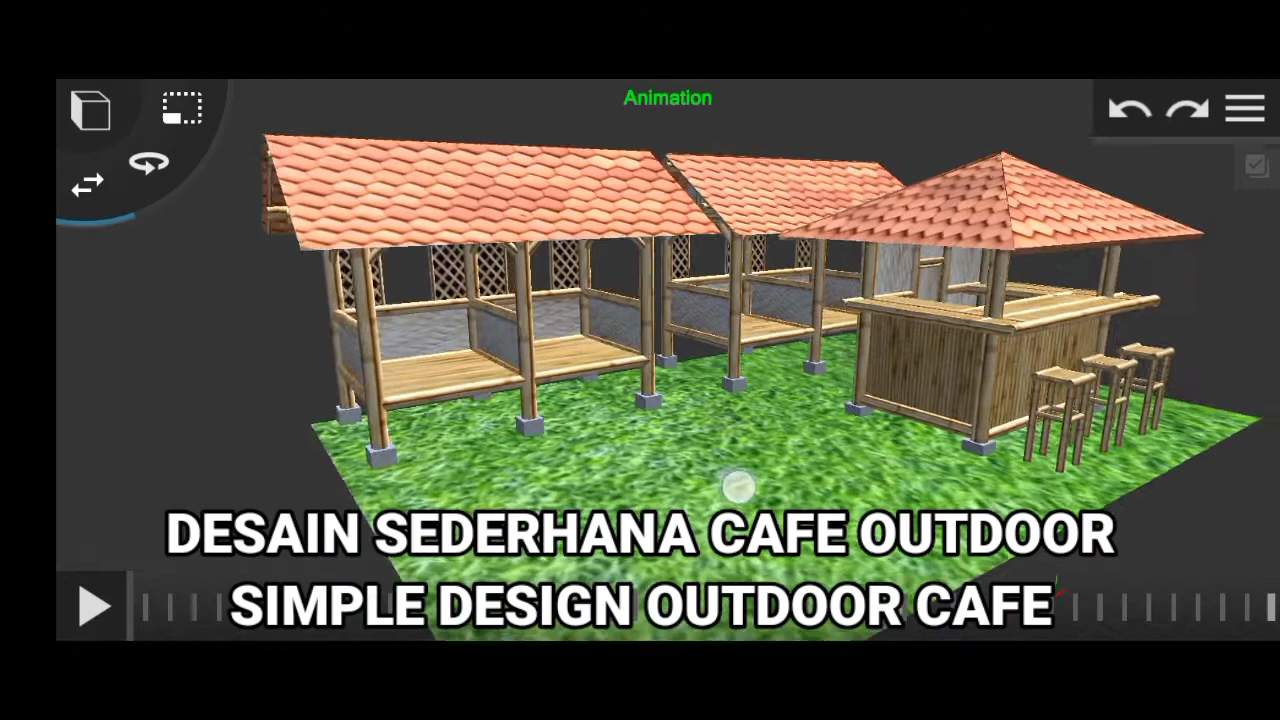 Animation
DESAIN SEDERHANA CAFE OUTDOOR
SIMPLE DESIGN OUTDOOR CAFE